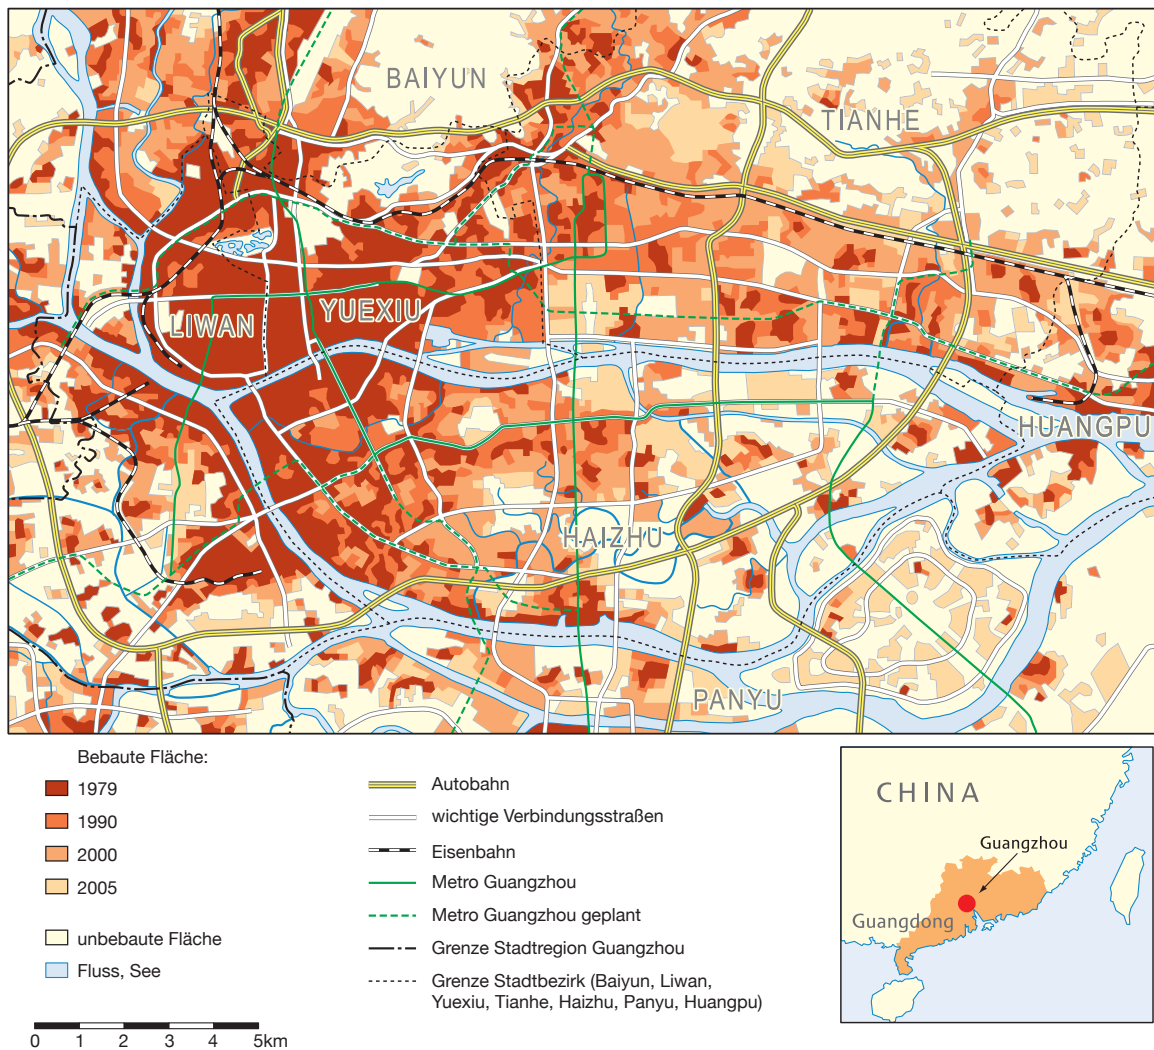 BAIYUN
TIANHE
LIWAN
YUEXIU
HUANGPU
HAIZHU
PANYU
Bebaute Fläche:
1979
1990
2000
2005
unbebaute Fläche
Fluss, See
0 1 2 3 4 5km
Autobahn
wichtige Verbindungsstraßen
Eisenbahn
Metro Guangzhou
Metro Guangzhou geplant
Grenze Stadtregion Guangzhou
Grenze Stadtbezirk (Baiyun, Liwan,
Yuexiu, Tianhe, Haizhu, Panyu, Huangpu)
CHINA
Guangzhou
Guangdong